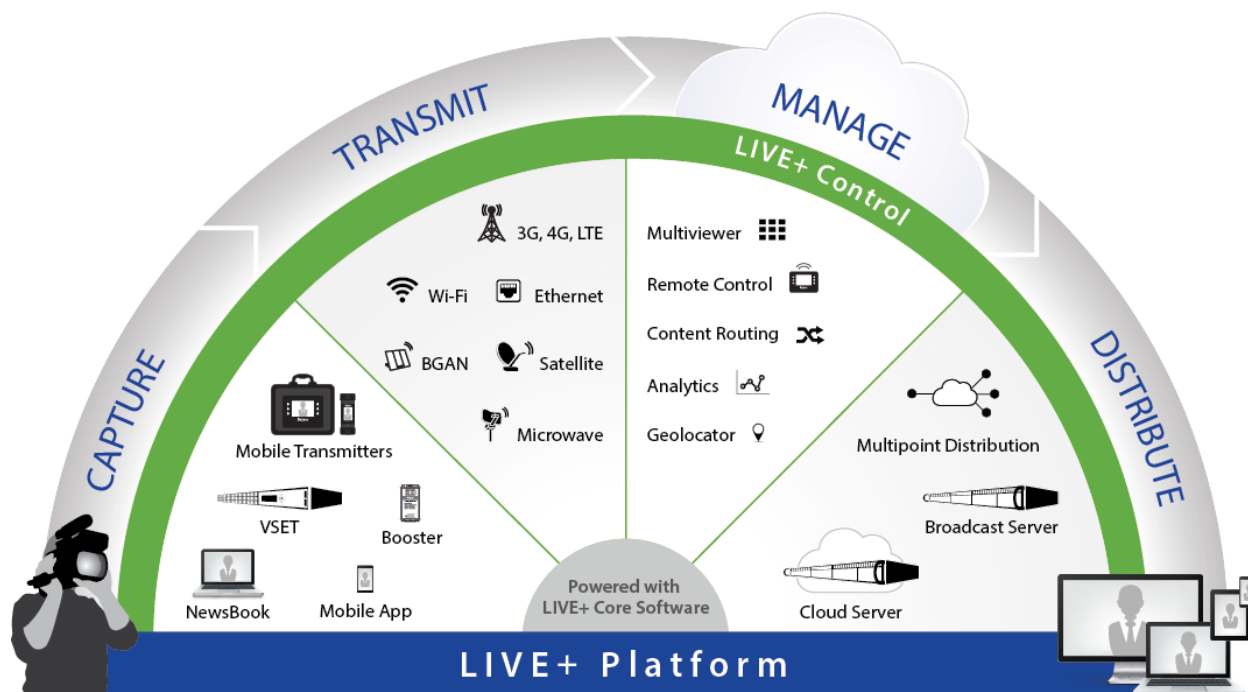 CAPTURE
TRANSMIT
MANAGE
DISTRIBUTE
LIVE+ Control
Mobile Transmitters
VSET
Booster
NewsBook
Mobile App
3G, 4G, LTE
Wi-Fi
Ethernet
BGAN
Satellite
Microwave
Multiviewer
Remote Control
Content Routing
Analytics
Geolocator
Multipoint Distribution
Broadcast Server
Cloud Server
Powered with
LIVE+ Core Software
LIVE+ Platform